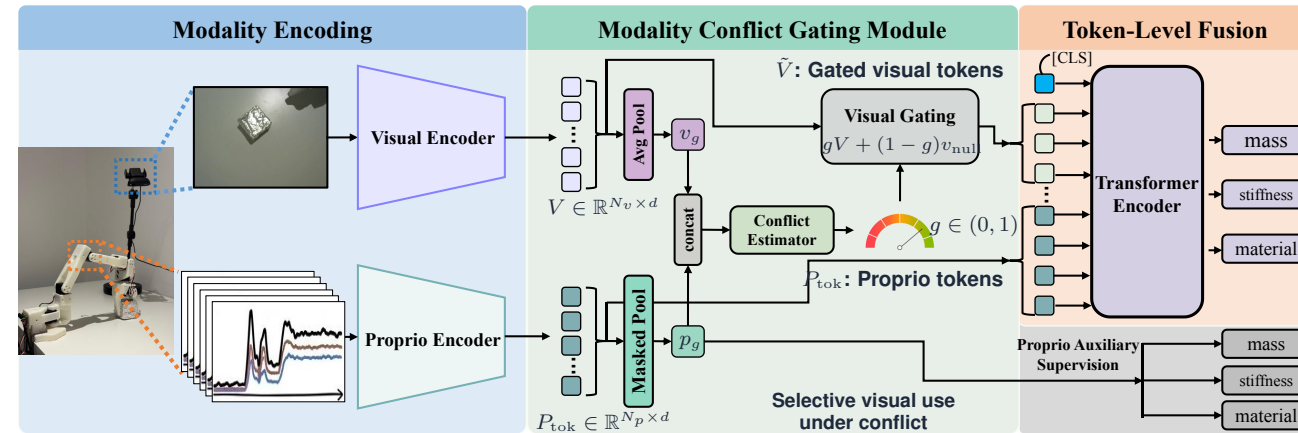 Modality Encoding
Modality Conflict Gating Module
Token-Level Fusion
Visual Encoder
Proprio Encoder
V ∈ ℝ^{N_v×d}
Avg Pool
v_g
concat
Masked Pool
p_g
P_tok ∈ ℝ^{N_p×d}
Ṽ: Gated visual tokens
Visual Gating
gV + (1 − g)v_null
Conflict
Estimator
g ∈ (0, 1)
P_tok: Proprio tokens
Selective visual use
under conflict
[CLS]
Transformer
Encoder
mass
stiffness
material
Proprio Auxiliary
Supervision
mass
stiffness
material